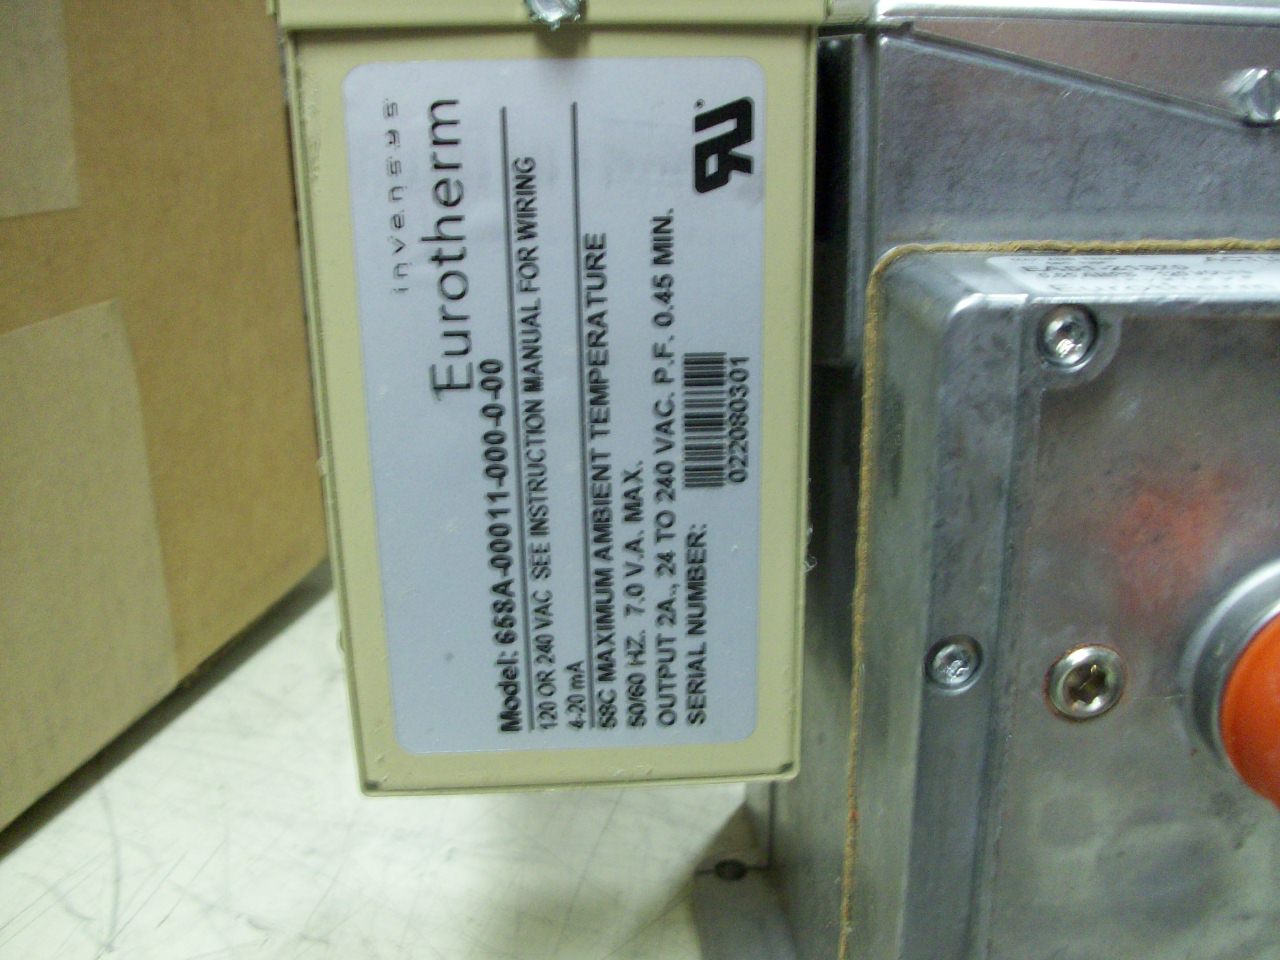 invensys
Eurotherm
Model: 658A-00011-000-0-00
120 OR 240 VAC SEE INSTRUCTION MANUAL FOR WIRING
4-20 mA
58C MAXIMUM AMBIENT TEMPERATURE
50/60 HZ. 7.0 V.A. MAX.
OUTPUT 2A., 24 TO 240 VAC. P.F. 0.45 MIN.
SERIAL NUMBER:
022080301